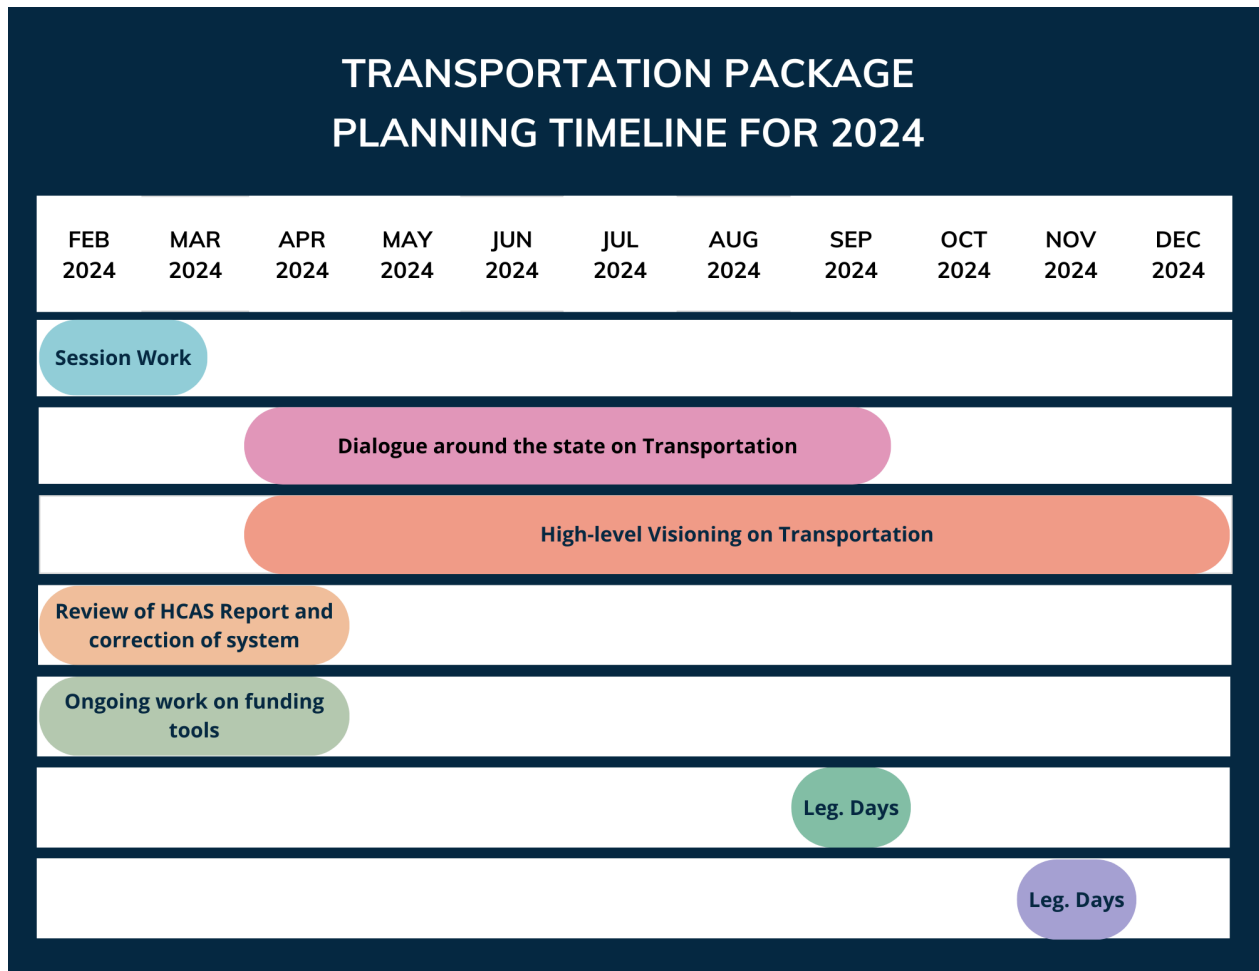 TRANSPORTATION PACKAGE
PLANNING TIMELINE FOR 2024
FEB MAR APR MAY JUN JUL AUG SEP OCT NOV DEC
2024 2024 2024 2024 2024 2024 2024 2024 2024 2024 2024
Session Work
Dialogue around the state on Transportation
High-level Visioning on Transportation
Review of HCAS Report and
correction of system
Ongoing work on funding
tools
Leg. Days
Leg. Days